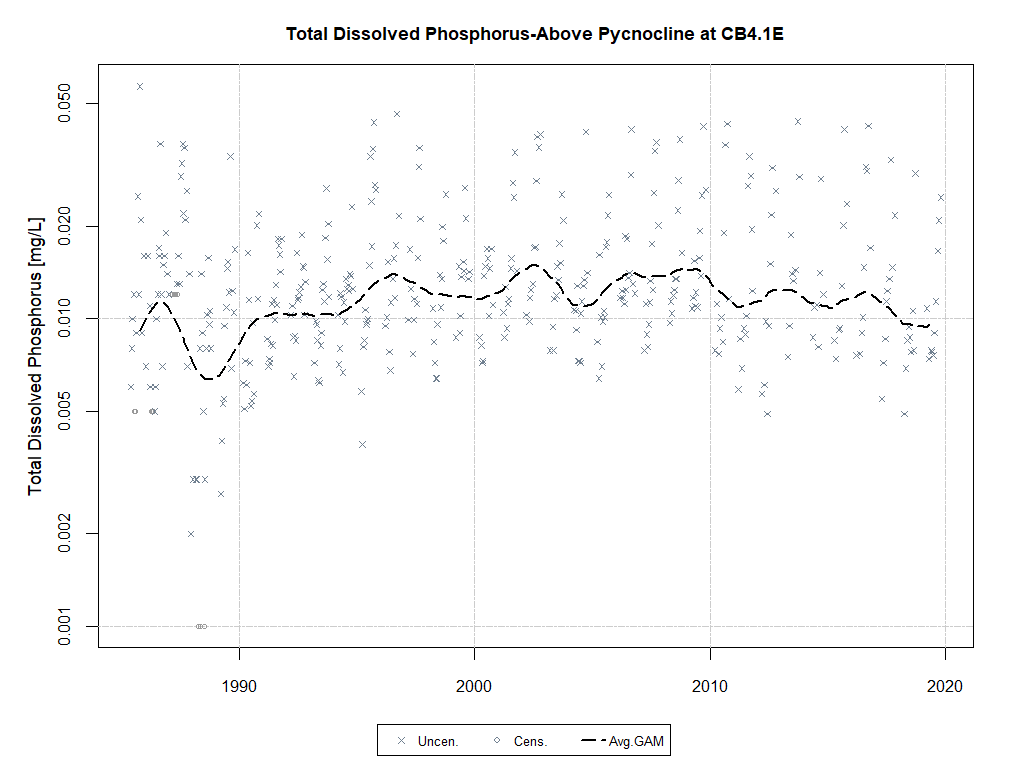 Total Dissolved Phosphorus-Above Pycnocline at CB4.1E
Total Dissolved Phosphorus [mg/L]
0.050
0.020
0.010
0.005
0.002
0.001
1990 2000 2010 2020
Uncen. Cens. Avg.GAM